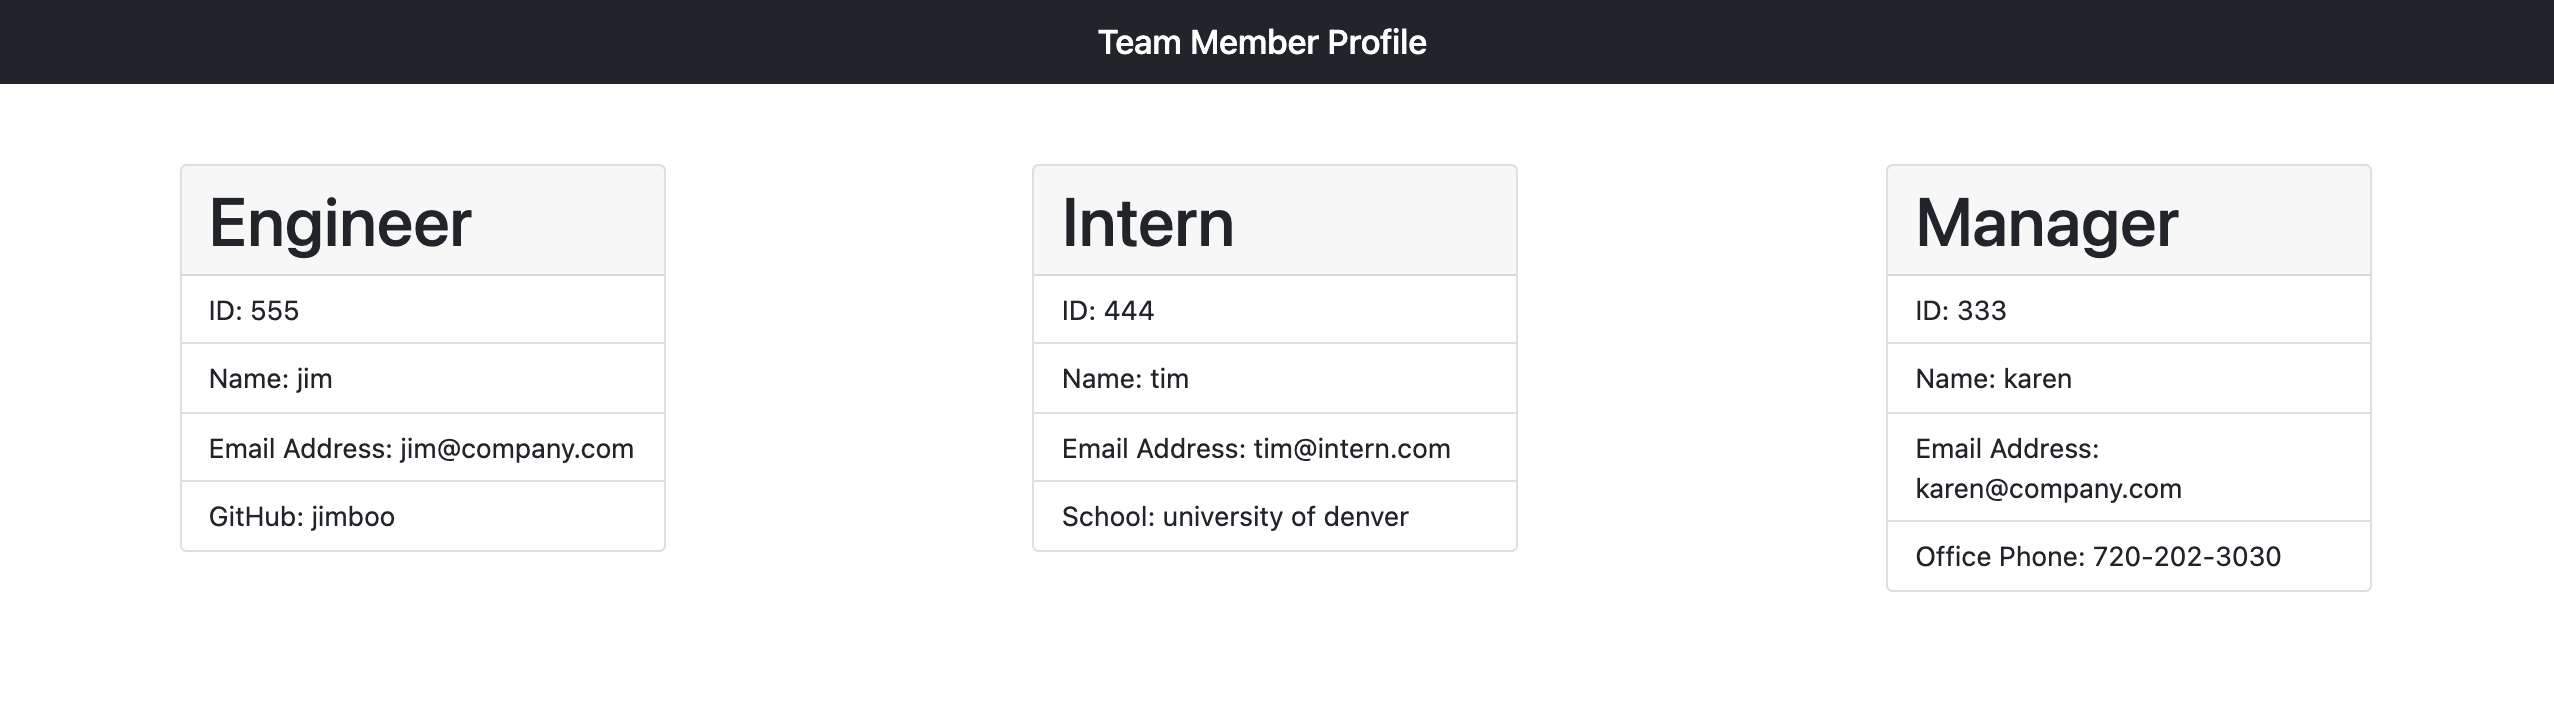 Team Member Profile
Engineer
ID: 555
Name: jim
Email Address: jim@company.com
GitHub: jimboo
Intern
ID: 444
Name: tim
Email Address: tim@intern.com
School: university of denver
Manager
ID: 333
Name: karen
Email Address:
karen@company.com
Office Phone: 720-202-3030